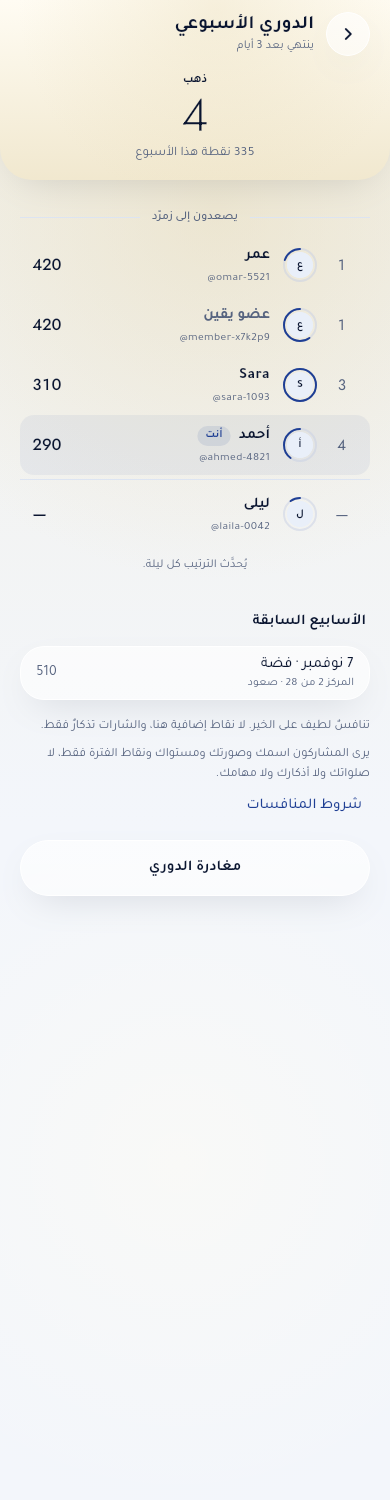 الدوري الأسبوعي
ينتهي بعد 3 أيام
ذهب
4
335 نقطة هذا الأسبوع
يصعدون إلى زمرّد
1 ع عمر 420
@omar-5521
1 ع عضو يقين 420
@member-x7k2p9
3 S Sara 310
@sara-1093
4 أ أحمد أنت 290
@ahmed-4821
— ل ليلى —
@laila-0042
يُحدَّث الترتيب كل ليلة.
الأسابيع السابقة
7 نوفمبر · فضة 510
المركز 2 من 28 · صعود
تنافسٌ لطيف على الخير. لا نقاط إضافية هنا، والشارات تذكارٌ فقط.
يرى المشاركون اسمك وصورتك ومستواك ونقاط الفترة فقط، لا
صلواتك ولا أذكارك ولا مهامك.
شروط المنافسات
مغادرة الدوري